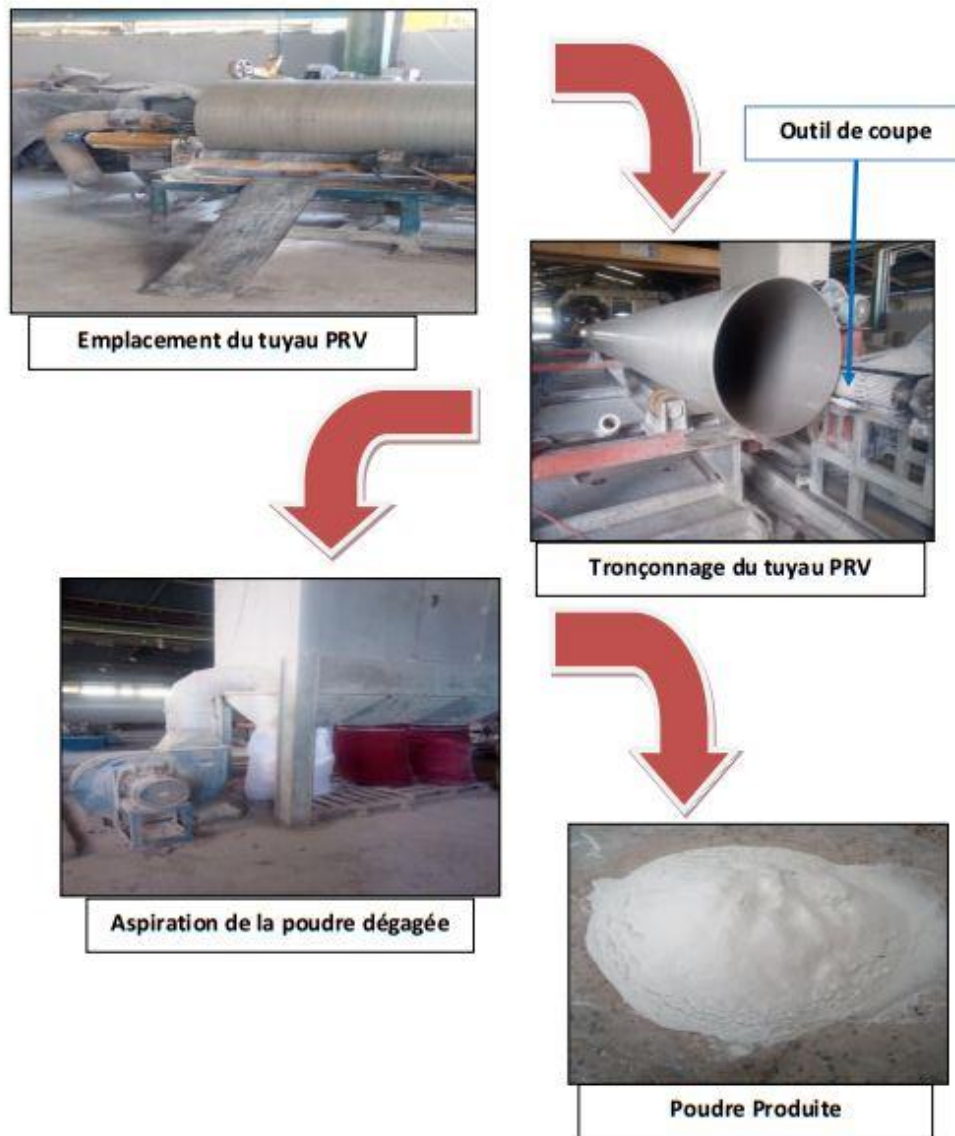 Outil de coupe
Emplacement du tuyau PRV
Tronçonnage du tuyau PRV
Aspiration de la poudre dégagée
Poudre Produite